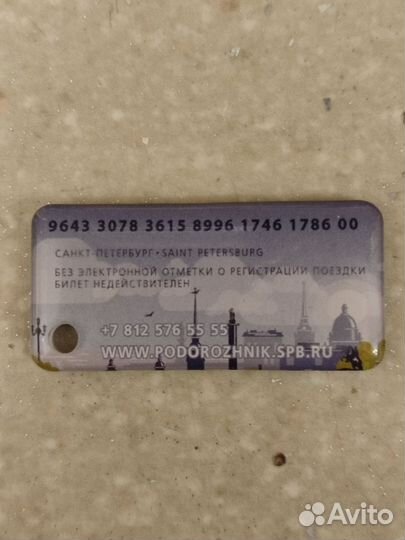 9643 3078 3615 8996 1746 1786 00
САНКТ-ПЕТЕРБУРГ • SAINT PETERSBURG
БЕЗ ЭЛЕКТРОННОЙ ОТМЕТКИ О РЕГИСТРАЦИИ ПОЕЗДКИ
БИЛЕТ НЕДЕЙСТВИТЕЛЕН
+7 812 576 55 55
WWW.PODOROZHNIK.SPB.RU
Avito